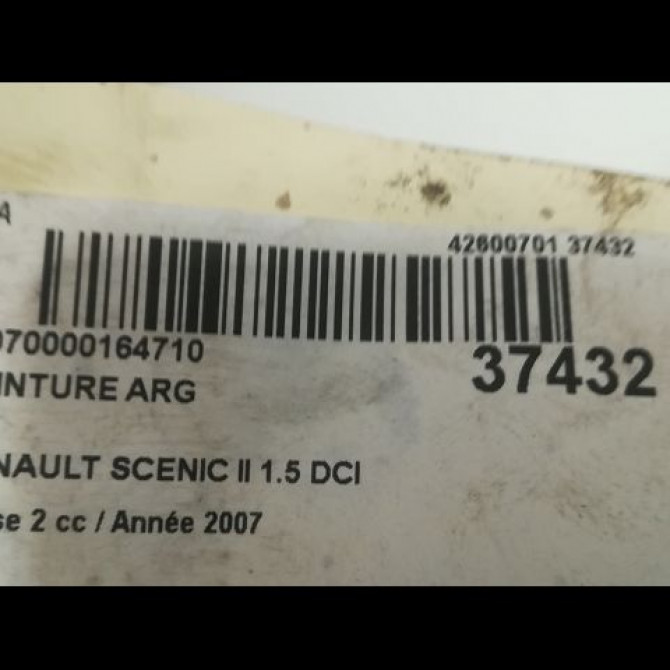 A
42600701 37432
070000164710
37432
INTURE ARG
NAULT SCENIC II 1.5 DCI
se 2 cc / Année 2007